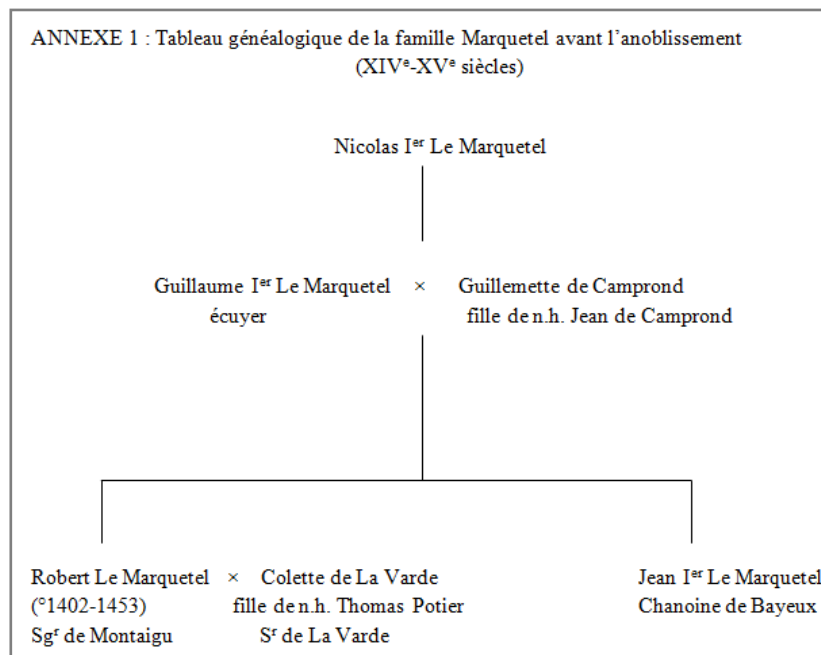 ANNEXE 1 : Tableau généalogique de la famille Marquetel avant l'anoblissement
(XIVᵉ-XVᵉ siècles)
Nicolas Iᵉʳ Le Marquetel
Guillaume Iᵉʳ Le Marquetel × Guillemette de Camprond
écuyer fille de n.h. Jean de Camprond
Robert Le Marquetel × Colette de La Varde Jean Iᵉʳ Le Marquetel
(°1402-1453) fille de n.h. Thomas Potier Chanoine de Bayeux
Sgʳ de Montaigu Sʳ de La Varde